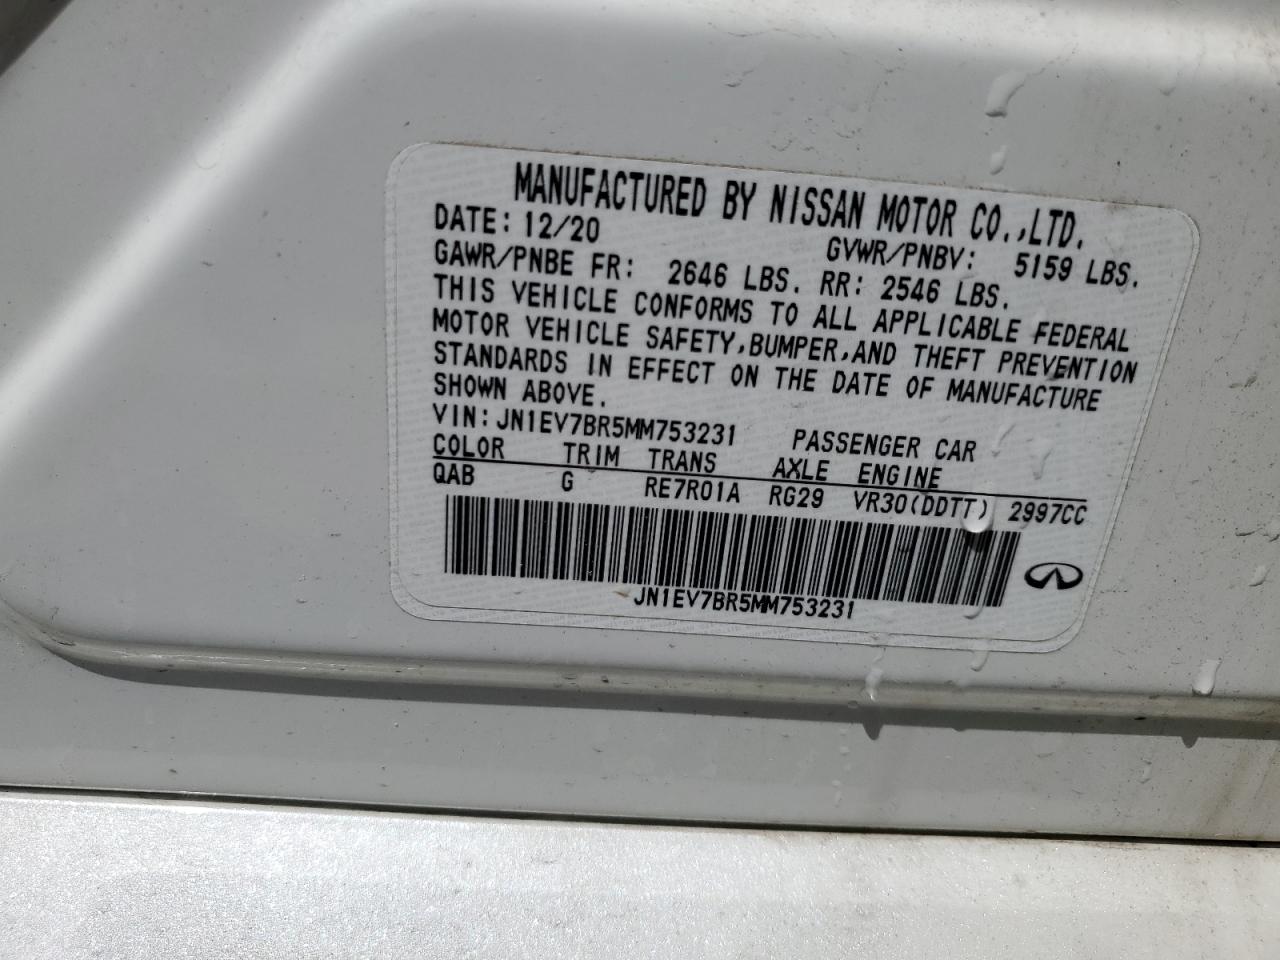 MANUFACTURED BY NISSAN MOTOR CO.,LTD.
DATE: 12/20 GVWR/PNBV: 5159 LBS.
GAWR/PNBE FR: 2646 LBS. RR: 2546 LBS.
THIS VEHICLE CONFORMS TO ALL APPLICABLE FEDERAL
MOTOR VEHICLE SAFETY,BUMPER,AND THEFT PREVENTION
STANDARDS IN EFFECT ON THE DATE OF MANUFACTURE
SHOWN ABOVE.
VIN: JN1EV7BR5MM753231 PASSENGER CAR
COLOR TRIM TRANS AXLE ENGINE
QAB G RE7R01A RG29 VR30(DDTT) 2997CC
JN1EV7BR5MM753231